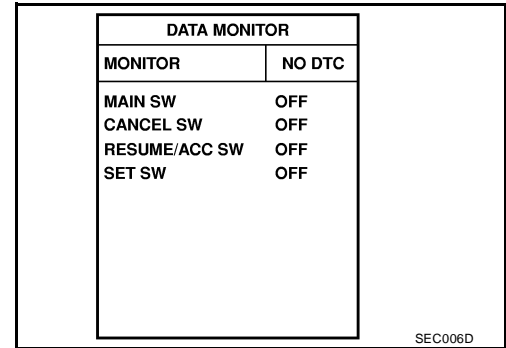 DATA MONITOR
MONITOR NO DTC
MAIN SW OFF
CANCEL SW OFF
RESUME/ACC SW OFF
SET SW OFF
SEC006D